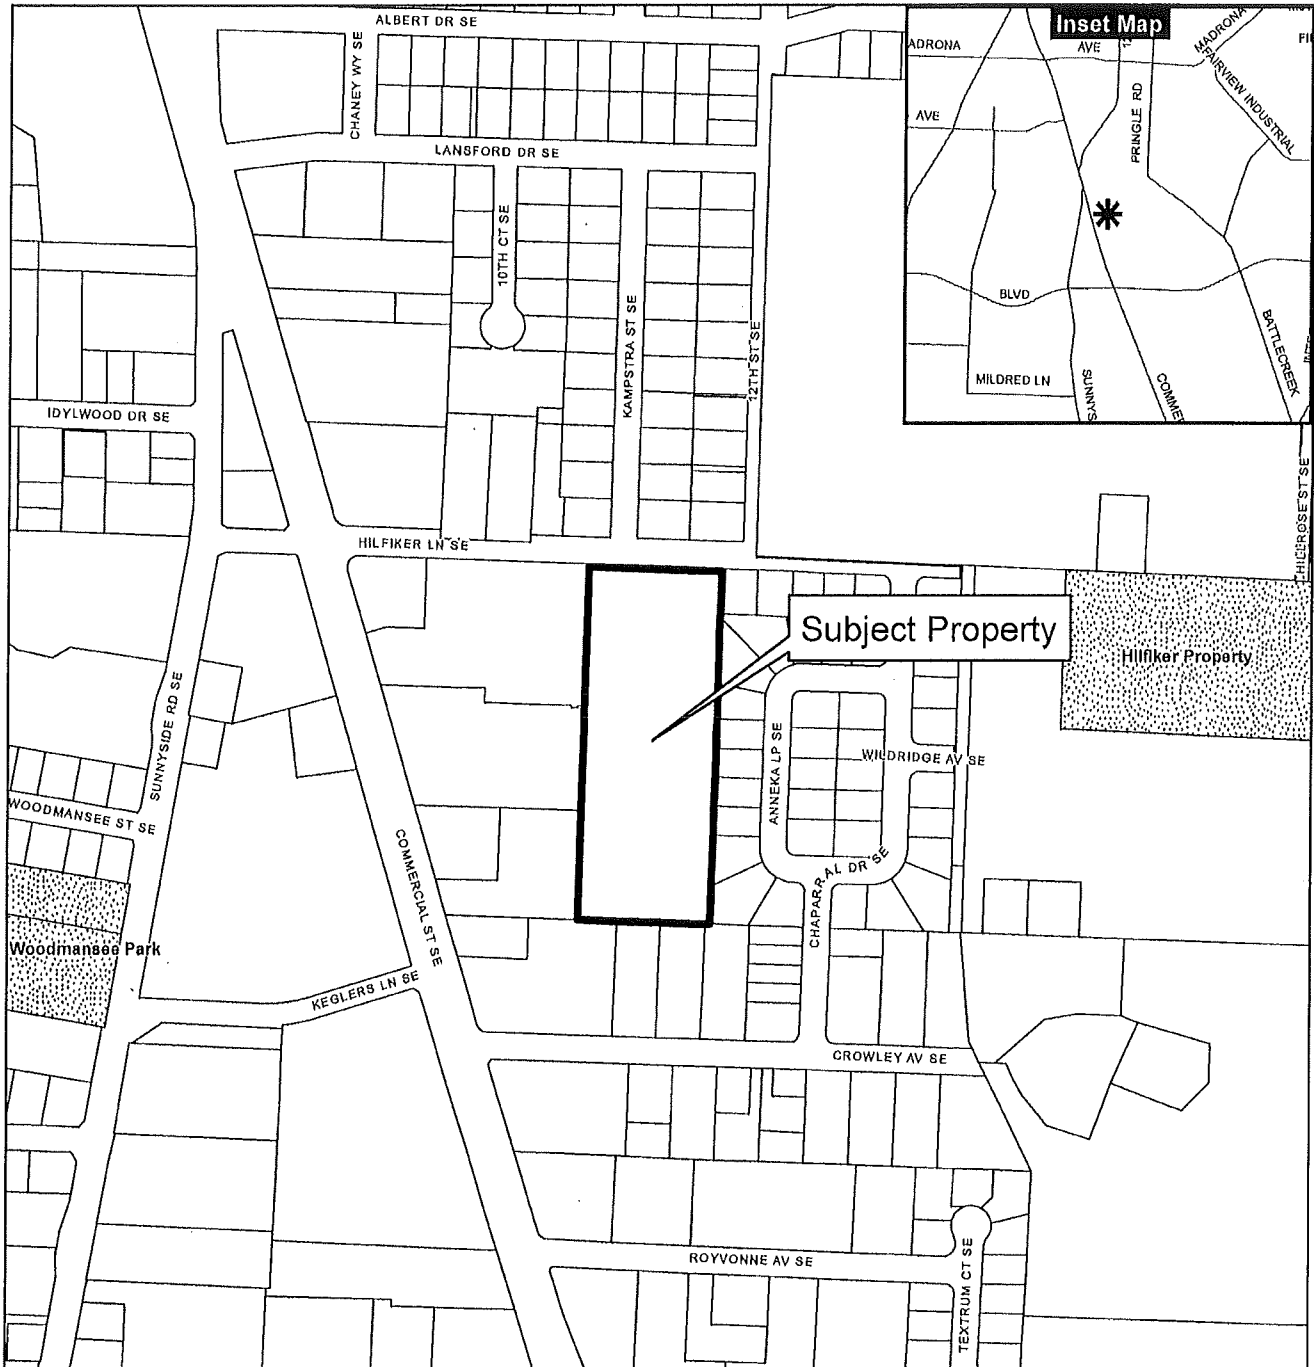 ALBERT DR SE
CHANEY WY SE
LANSFORD DR SE
10TH CT SE
KAMPSTRA ST SE
12TH ST SE
IDYLWOOD DR SE
HILFIKER LN SE
Inset Map
ADRONA
AVE
MADRONA
FAIRVIEW INDUSTRIAL
AVE
PRINGLE RD
BLVD
BATTLECREEK
MILDRED LN
SUNNYS
COMME
HILLROSE ST SE
Subject Property
Hilfiker Property
SUNNYSIDE RD SE
ANNEKA LP SE
WILDRIDGE AV SE
WOODMANSEE ST SE
COMMERCIAL ST SE
CHAPARRAL DR SE
Woodmansee Park
KEGLERS LN SE
CROWLEY AV SE
ROYVONNE AV SE
TEXTRUM CT SE